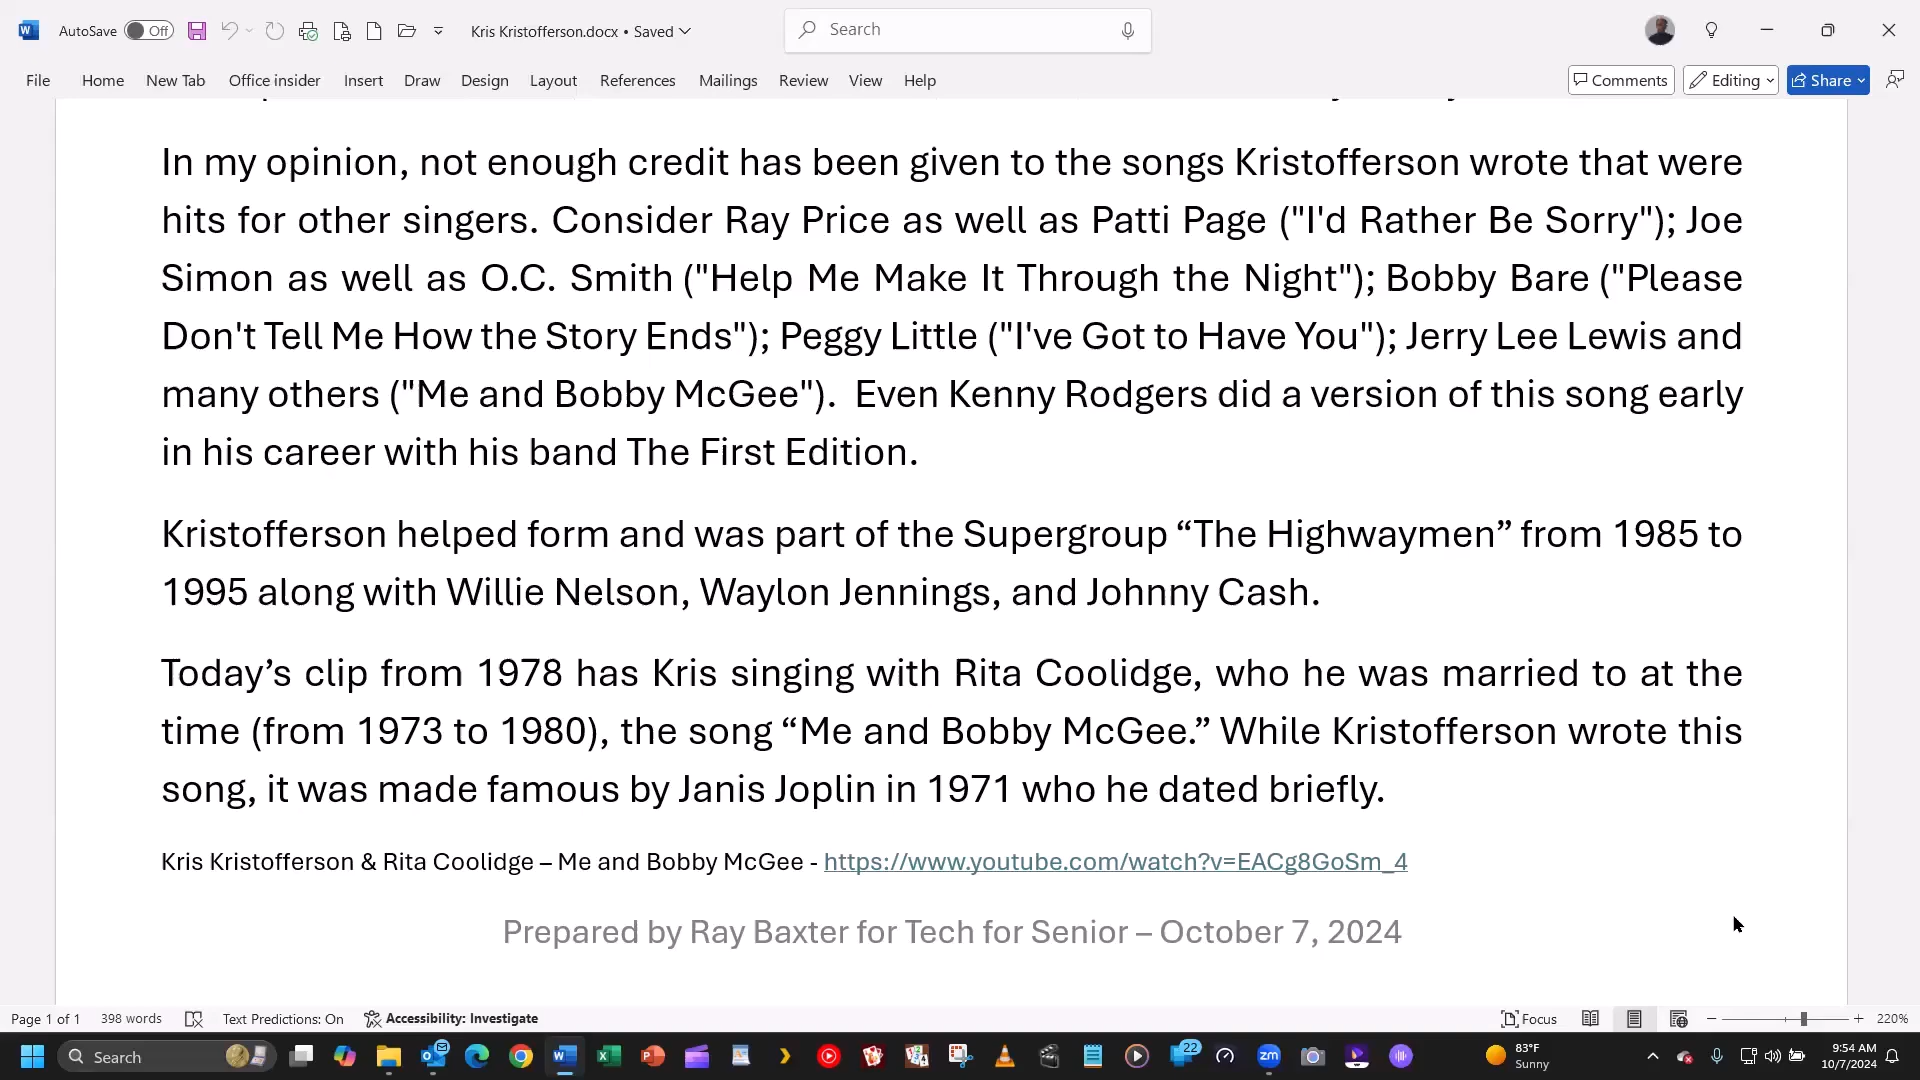 AutoSave Off Kris Kristofferson.docx • Saved Search
File Home New Tab Office insider Insert Draw Design Layout References Mailings Review View Help Comments Editing Share
In my opinion, not enough credit has been given to the songs Kristofferson wrote that were
hits for other singers. Consider Ray Price as well as Patti Page ("I'd Rather Be Sorry"); Joe
Simon as well as O.C. Smith ("Help Me Make It Through the Night"); Bobby Bare ("Please
Don't Tell Me How the Story Ends"); Peggy Little ("I've Got to Have You"); Jerry Lee Lewis and
many others ("Me and Bobby McGee").  Even Kenny Rodgers did a version of this song early
in his career with his band The First Edition.
Kristofferson helped form and was part of the Supergroup “The Highwaymen” from 1985 to
1995 along with Willie Nelson, Waylon Jennings, and Johnny Cash.
Today’s clip from 1978 has Kris singing with Rita Coolidge, who he was married to at the
time (from 1973 to 1980), the song “Me and Bobby McGee.” While Kristofferson wrote this
song, it was made famous by Janis Joplin in 1971 who he dated briefly.
Kris Kristofferson & Rita Coolidge – Me and Bobby McGee - https://www.youtube.com/watch?v=EACg8GoSm_4
Prepared by Ray Baxter for Tech for Senior – October 7, 2024
Page 1 of 1 398 words Text Predictions: On Accessibility: Investigate Focus 220%
Search 22 zm 83°F 9:54 AM
Sunny 10/7/2024